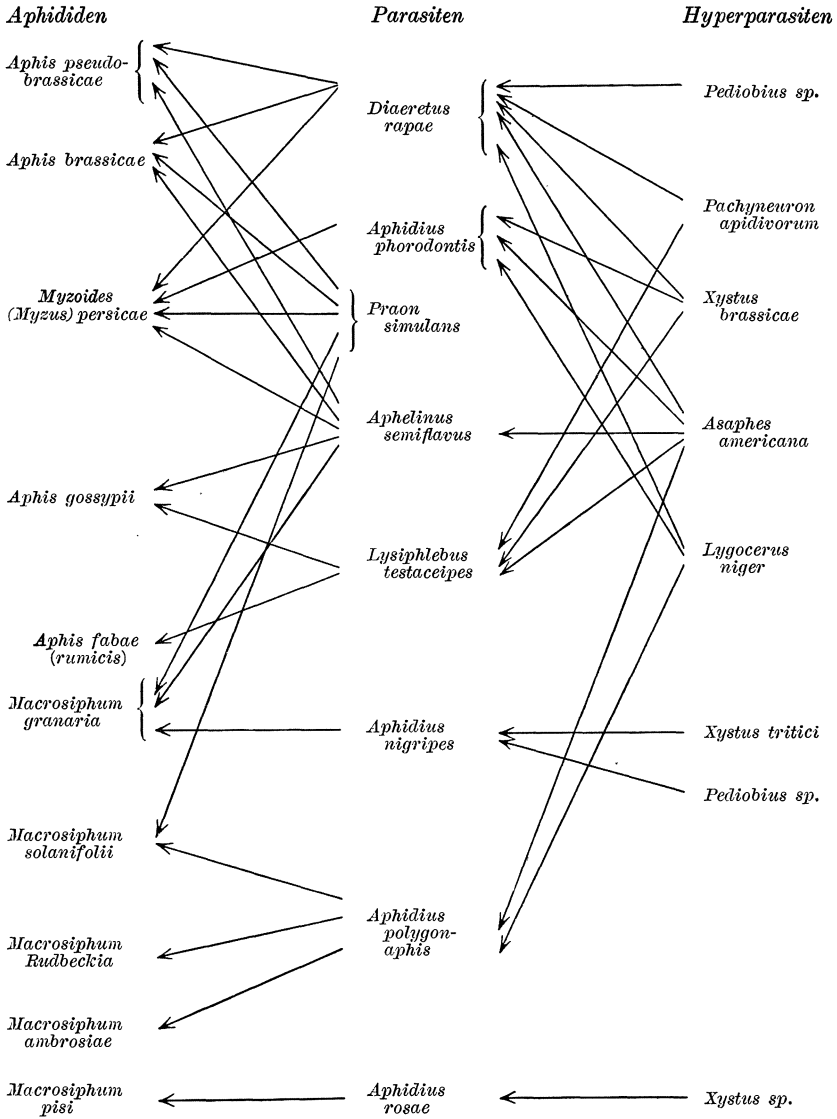 Aphididen
Parasiten
Hyperparasiten
Aphis pseudo-
brassicae
Aphis brassicae
Myzoides
(Myzus) persicae
Aphis gossypii
Aphis fabae
(rumicis)
Macrosiphum
granaria
Macrosiphum
solanifolii
Macrosiphum
Rudbeckia
Macrosiphum
ambrosiae
Macrosiphum
pisi
Diaeretus
rapae
Aphidius
phorodontis
Praon
simulans
Aphelinus
semiflavus
Lysiphlebus
testaceipes
Aphidius
nigripes
Aphidius
polygon-
aphis
Aphidius
rosae
Pediobius sp.
Pachyneuron
apidivorum
Xystus
brassicae
Asaphes
americana
Lygocerus
niger
Xystus tritici
Pediobius sp.
Xystus sp.